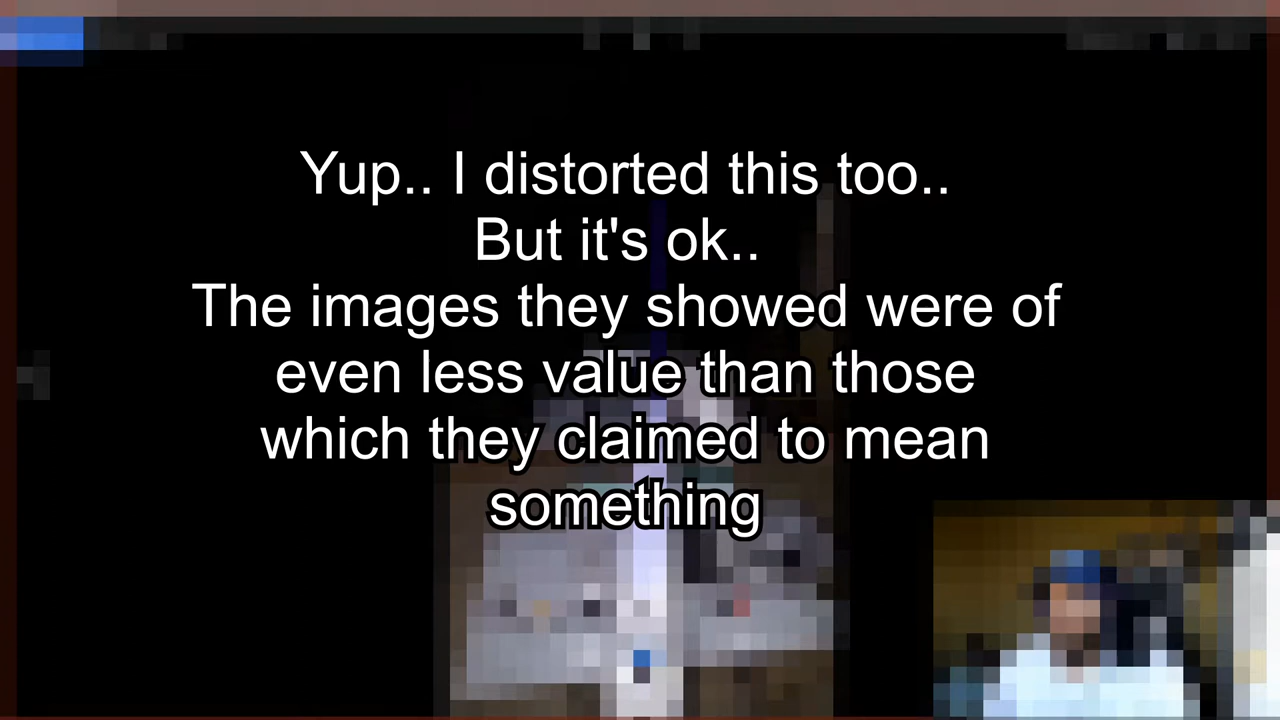 Yup.. I distorted this too..
But it's ok..
The images they showed were of
even less value than those
which they claimed to mean
something